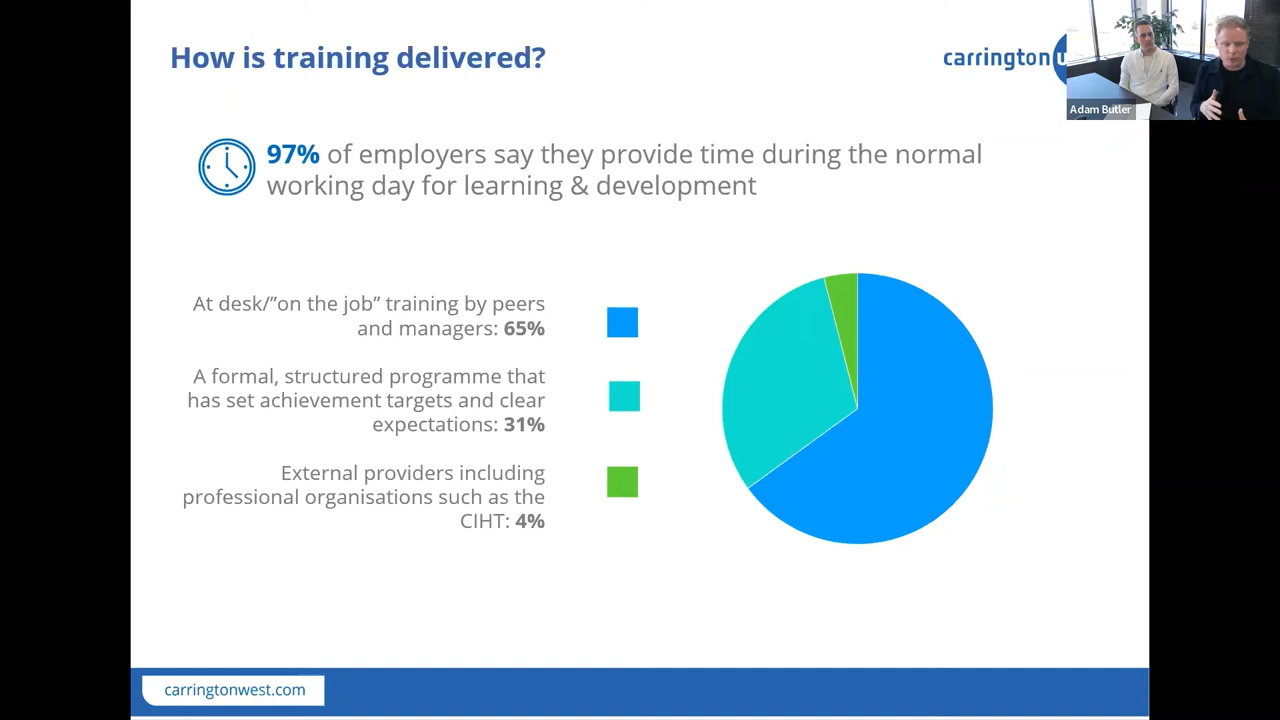 How is training delivered?
carrington
Adam Butler
97% of employers say they provide time during the normal
working day for learning & development
At desk/”on the job” training by peers
and managers: 65%
A formal, structured programme that
has set achievement targets and clear
expectations: 31%
External providers including
professional organisations such as the
CIHT: 4%
carringtonwest.com